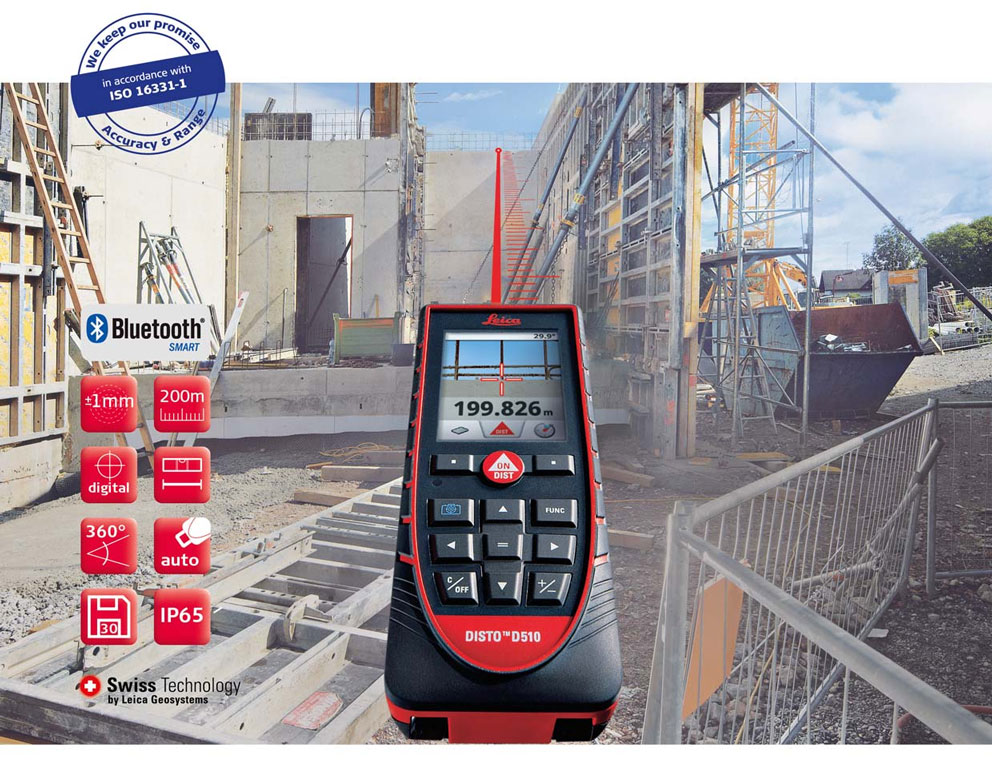 We keep our promise
in accordance with
ISO 16331-1
Accuracy & Range
Bluetooth®
SMART
±1mm
200m
digital
360°
auto
30
IP65
Swiss Technology
by Leica Geosystems
Leica
29.9°
199.826 m
DIST
ON
DIST
FUNC
=
C/OFF
+/-
DISTO™ D510